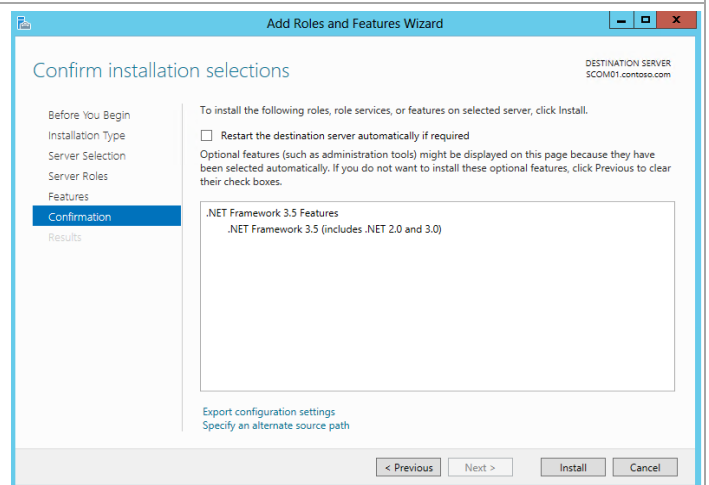 Add Roles and Features Wizard
Confirm installation selections
DESTINATION SERVER
SCOM01.contoso.com
Before You Begin
Installation Type
Server Selection
Server Roles
Features
Confirmation
Results
To install the following roles, role services, or features on selected server, click Install.
Restart the destination server automatically if required
Optional features (such as administration tools) might be displayed on this page because they have
been selected automatically. If you do not want to install these optional features, click Previous to clear
their check boxes.
.NET Framework 3.5 Features
.NET Framework 3.5 (includes .NET 2.0 and 3.0)
Export configuration settings
Specify an alternate source path
< Previous
Next >
Install
Cancel